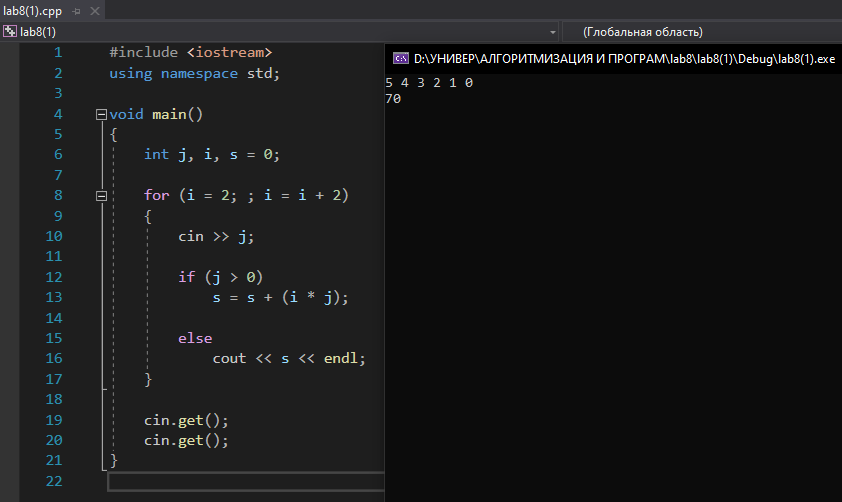 lab8(1).cpp
lab8(1)
(Глобальная область)
1 #include <iostream>
2 using namespace std;
3
4 void main()
5 {
6 int j, i, s = 0;
7
8 for (i = 2; ; i = i + 2)
9 {
10 cin >> j;
11
12 if (j > 0)
13 s = s + (i * j);
14
15 else
16 cout << s << endl;
17 }
18
19 cin.get();
20 cin.get();
21 }
22
C:\ D:\УНИВЕР\АЛГОРИТМИЗАЦИЯ И ПРОГРАМ\lab8\lab8(1)\Debug\lab8(1).exe
5 4 3 2 1 0
70